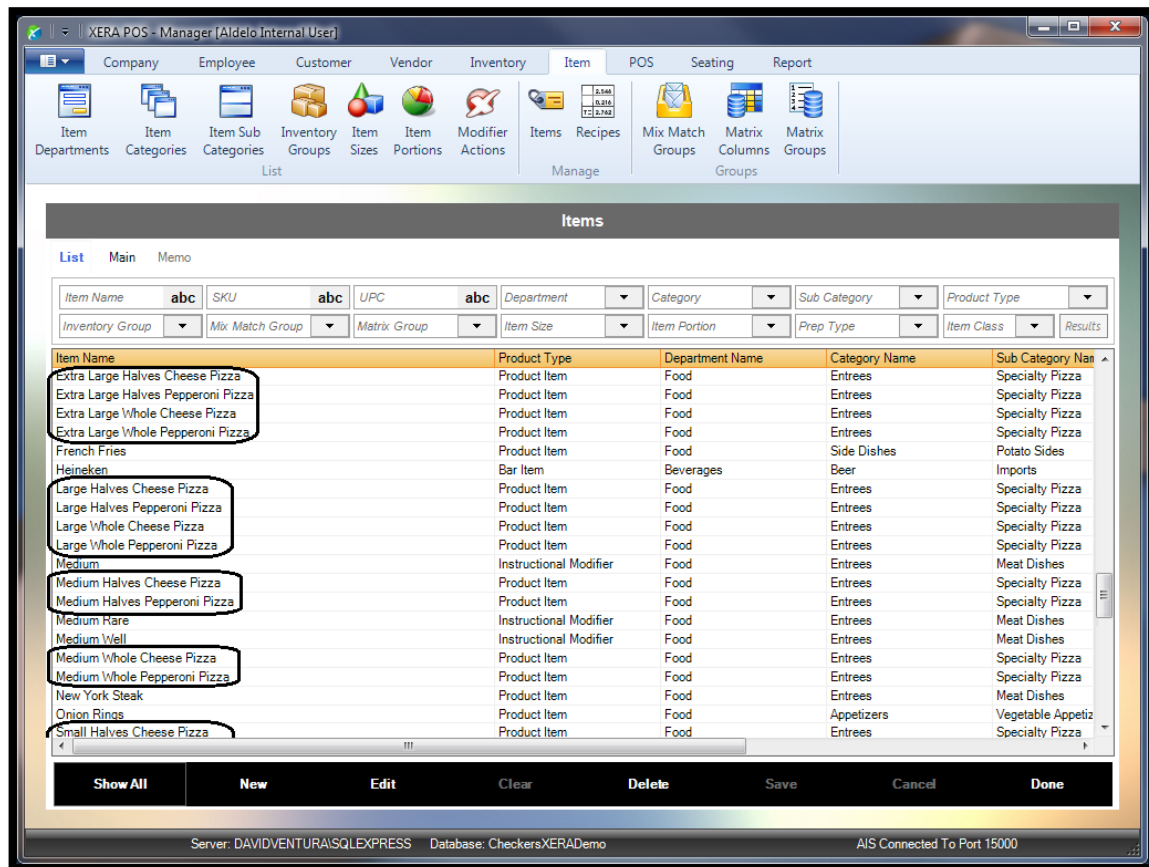 XERA POS - Manager [Aldelo Internal User]
Company Employee Customer Vendor Inventory Item POS Seating Report
Item Departments
Item Categories
Item Sub Categories
Inventory Groups
Item Sizes
Item Portions
Modifier Actions
Items
Recipes
Mix Match Groups
Matrix Columns
Matrix Groups
List Manage Groups
Items
List Main Memo
Item Name abc SKU abc UPC abc Department Category Sub Category Product Type
Inventory Group Mix Match Group Matrix Group Item Size Item Portion Prep Type Item Class Results
Item Name Product Type Department Name Category Name Sub Category Nan
Extra Large Halves Cheese Pizza Product Item Food Entrees Specialty Pizza
Extra Large Halves Pepperoni Pizza Product Item Food Entrees Specialty Pizza
Extra Large Whole Cheese Pizza Product Item Food Entrees Specialty Pizza
Extra Large Whole Pepperoni Pizza Product Item Food Entrees Specialty Pizza
French Fries Product Item Food Side Dishes Potato Sides
Heineken Bar Item Beverages Beer Imports
Large Halves Cheese Pizza Product Item Food Entrees Specialty Pizza
Large Halves Pepperoni Pizza Product Item Food Entrees Specialty Pizza
Large Whole Cheese Pizza Product Item Food Entrees Specialty Pizza
Large Whole Pepperoni Pizza Product Item Food Entrees Specialty Pizza
Medium Instructional Modifier Food Entrees Meat Dishes
Medium Halves Cheese Pizza Product Item Food Entrees Specialty Pizza
Medium Halves Pepperoni Pizza Product Item Food Entrees Specialty Pizza
Medium Rare Instructional Modifier Food Entrees Meat Dishes
Medium Well Instructional Modifier Food Entrees Meat Dishes
Medium Whole Cheese Pizza Product Item Food Entrees Specialty Pizza
Medium Whole Pepperoni Pizza Product Item Food Entrees Specialty Pizza
New York Steak Product Item Food Entrees Meat Dishes
Onion Rings Product Item Food Appetizers Vegetable Appetiz
Small Halves Cheese Pizza Product Item Food Entrees Specialty Pizza
Show All New Edit Clear Delete Save Cancel Done
Server: DAVIDVENTURA\SQLEXPRESS Database: CheckersXERADemo AIS Connected To Port 15000